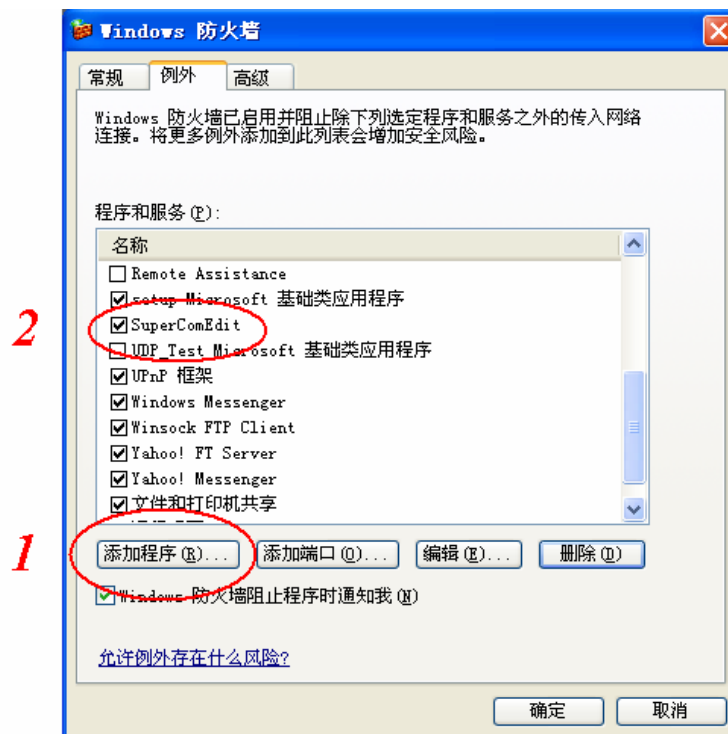 Windows 防火墙
常规 例外 高级
Windows 防火墙已启用并阻止除下列选定程序和服务之外的传入网络
连接。将更多例外添加到此列表会增加安全风险。
程序和服务(P):
名称
Remote Assistance
setup Microsoft 基础类应用程序
2
SuperComEdit
UDP_Test Microsoft 基础类应用程序
UPnP 框架
Windows Messenger
Winsock FTP Client
Yahoo! FT Server
Yahoo! Messenger
文件和打印机共享
1
添加程序(R)... 添加端口(O)... 编辑(E)... 删除(D)
Windows 防火墙阻止程序时通知我(N)
允许例外存在什么风险?
确定 取消